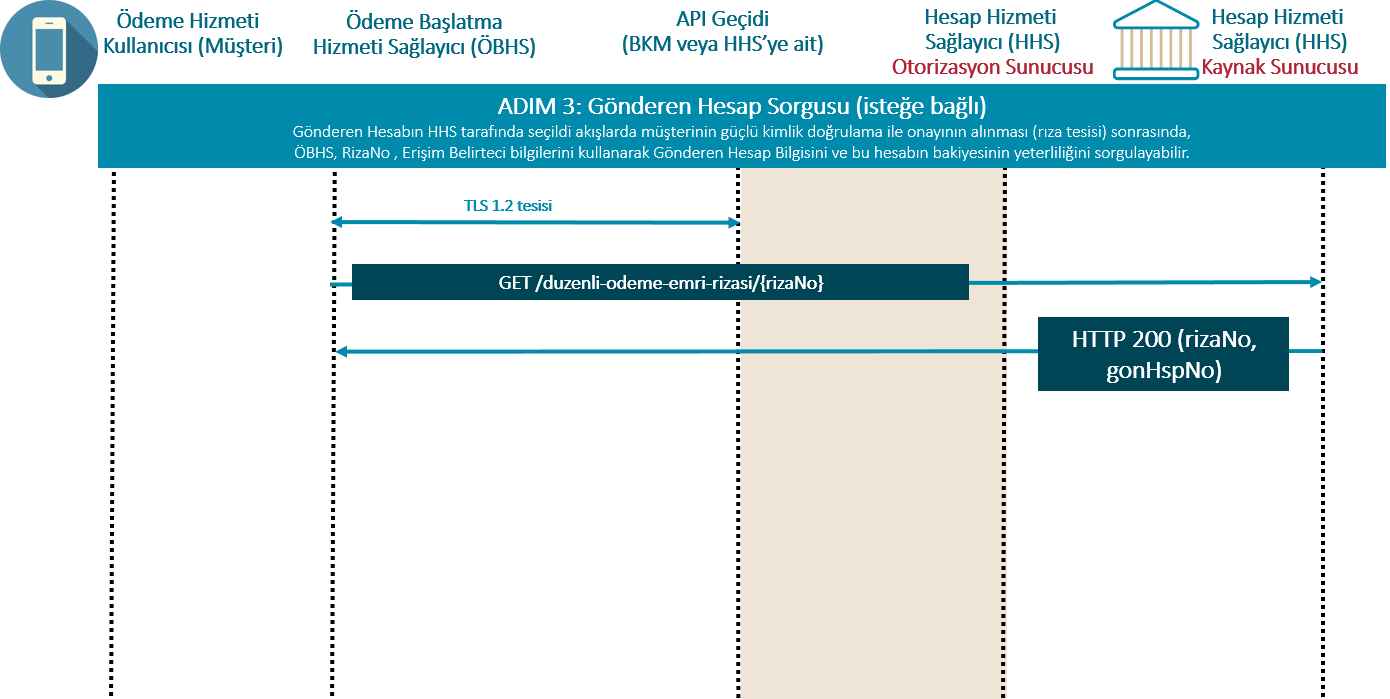 Ödeme Hizmeti
Kullanıcısı (Müşteri)
Ödeme Başlatma
Hizmeti Sağlayıcı (ÖBHS)
API Geçidi
(BKM veya HHS’ye ait)
Hesap Hizmeti
Sağlayıcı (HHS)
Otorizasyon Sunucusu
Hesap Hizmeti
Sağlayıcı (HHS)
Kaynak Sunucusu
ADIM 3: Gönderen Hesap Sorgusu (isteğe bağlı)
Gönderen Hesabın HHS tarafında seçildi akışlarda müşterinin güçlü kimlik doğrulama ile onayının alınması (rıza tesisi) sonrasında,
ÖBHS, RizaNo , Erişim Belirteci bilgilerini kullanarak Gönderen Hesap Bilgisini ve bu hesabın bakiyesinin yeterliliğini sorgulayabilir.
TLS 1.2 tesisi
GET /duzenli-odeme-emri-rizasi/{rizaNo}
HTTP 200 (rizaNo,
gonHspNo)